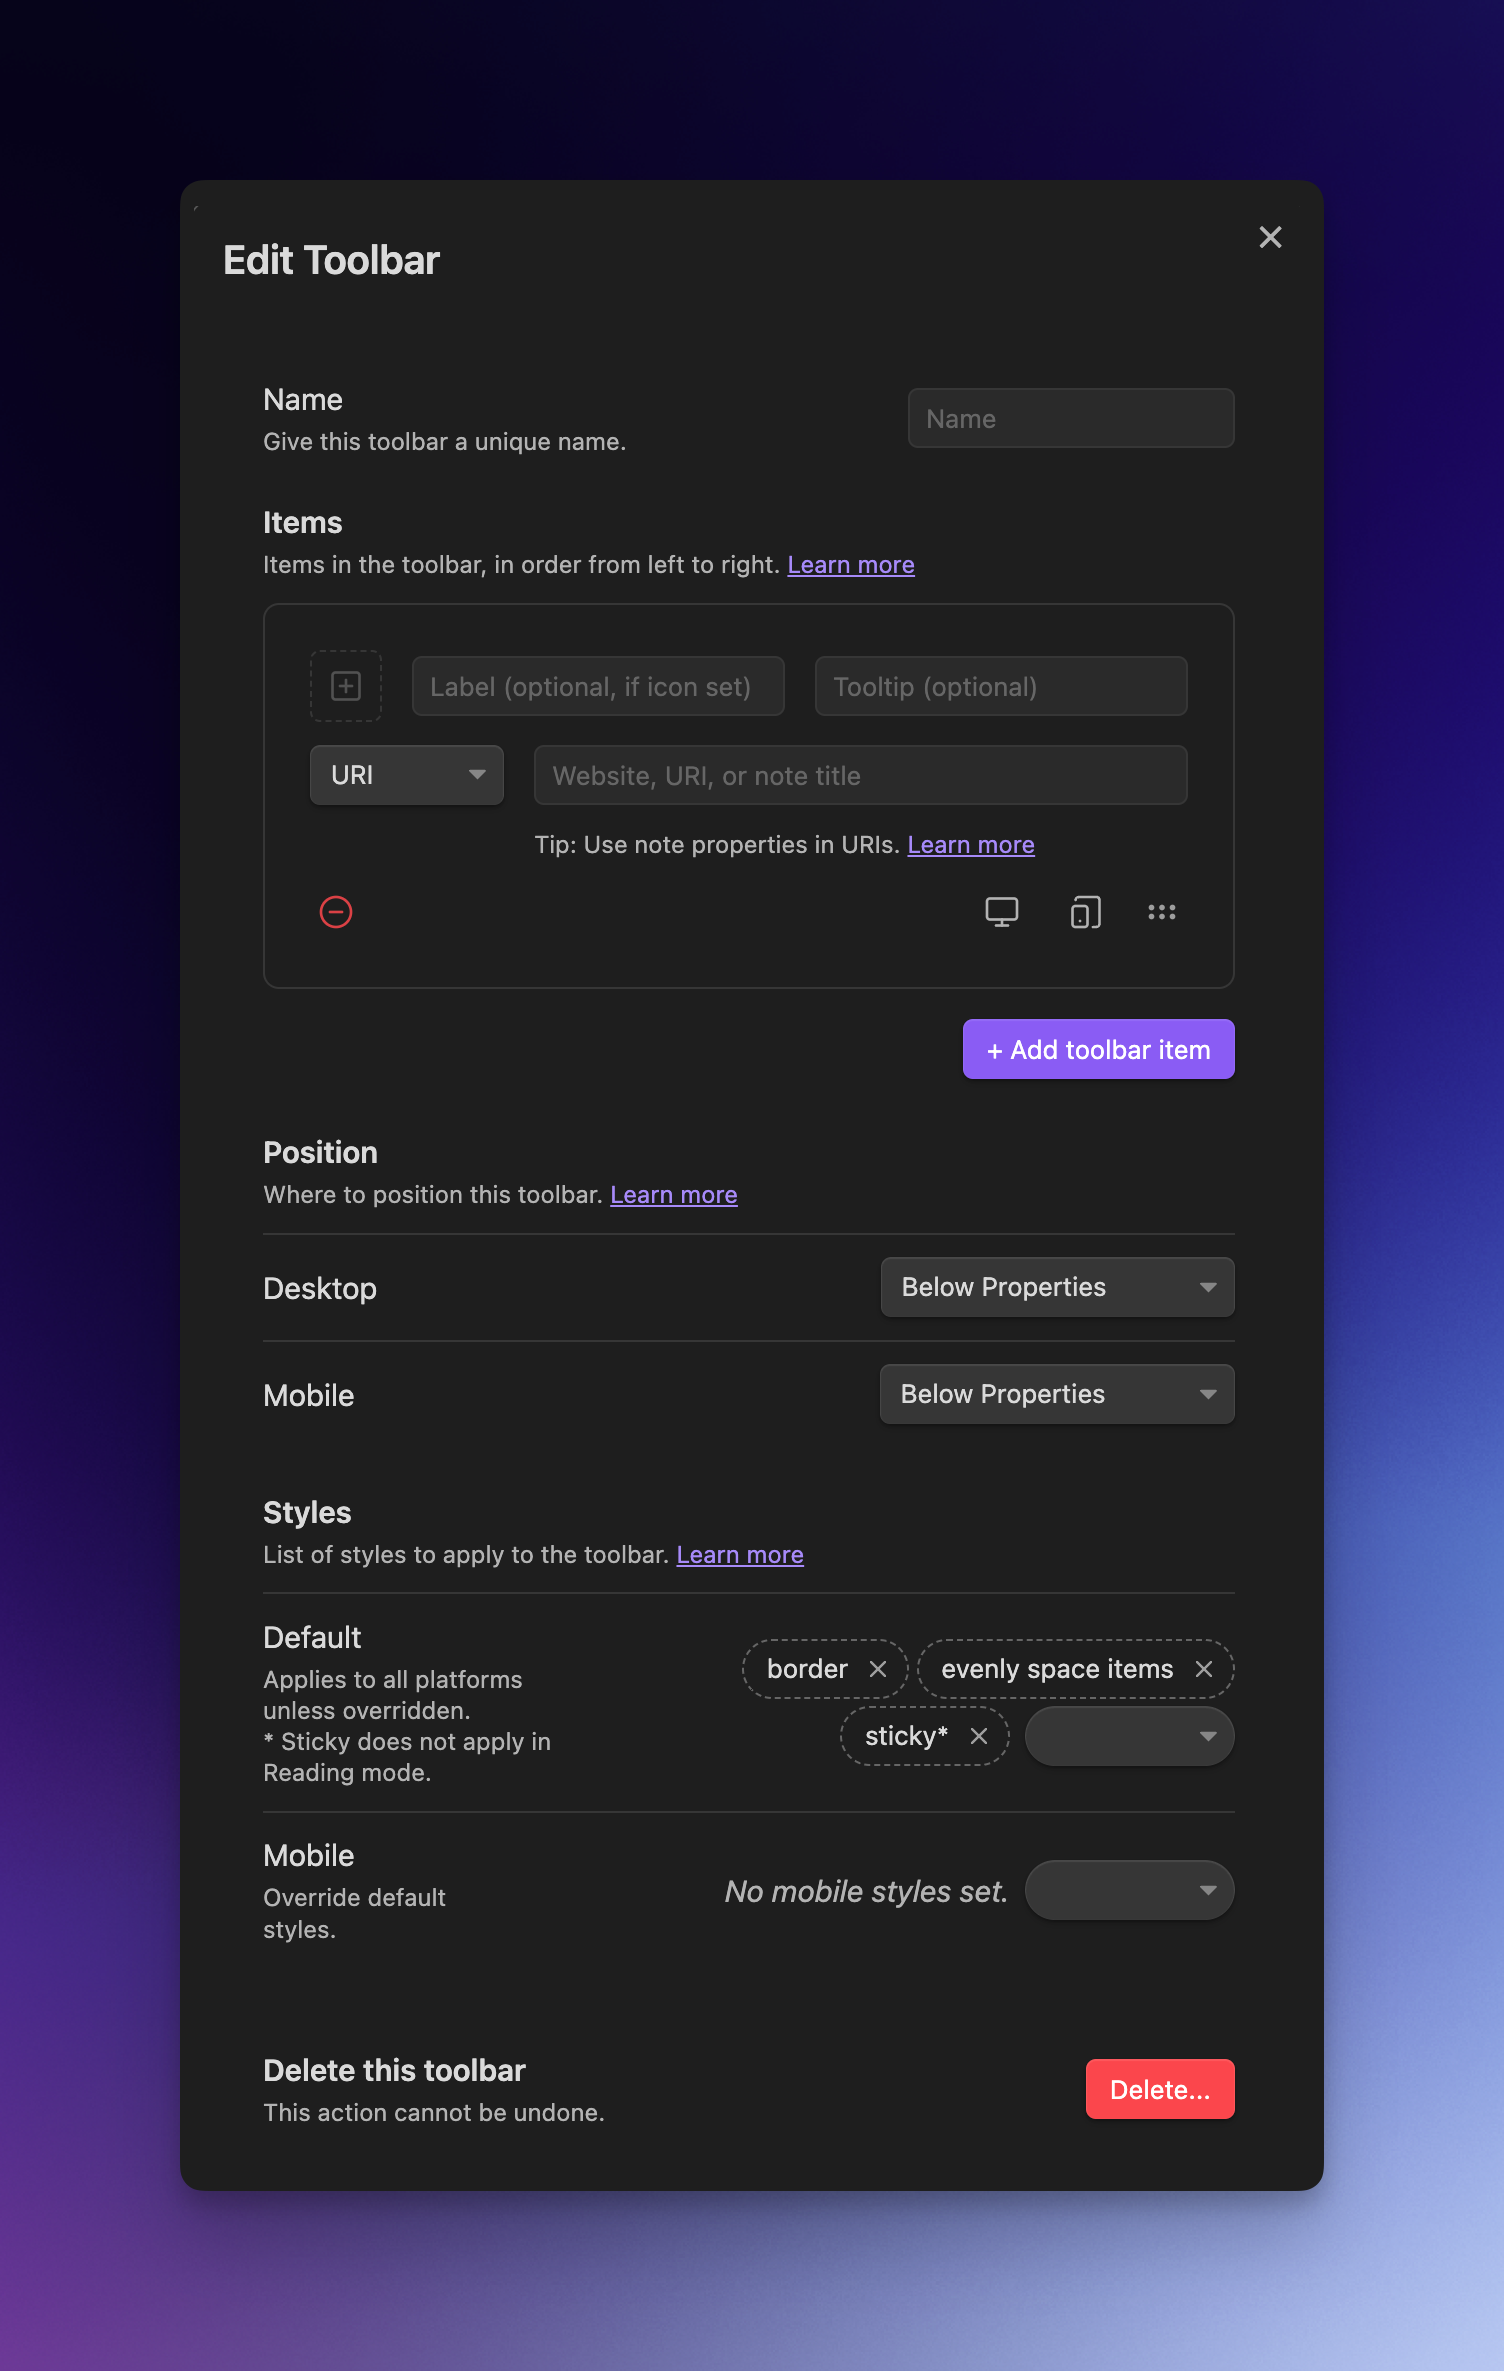 Edit Toolbar
Name
Give this toolbar a unique name.
Name
Items
Items in the toolbar, in order from left to right. Learn more
Label (optional, if icon set)
Tooltip (optional)
URI
Website, URI, or note title
Tip: Use note properties in URIs. Learn more
+ Add toolbar item
Position
Where to position this toolbar. Learn more
Desktop
Below Properties
Mobile
Below Properties
Styles
List of styles to apply to the toolbar. Learn more
Default
Applies to all platforms
unless overridden.
* Sticky does not apply in
Reading mode.
border
evenly space items
sticky*
Mobile
Override default
styles.
No mobile styles set.
Delete this toolbar
This action cannot be undone.
Delete...